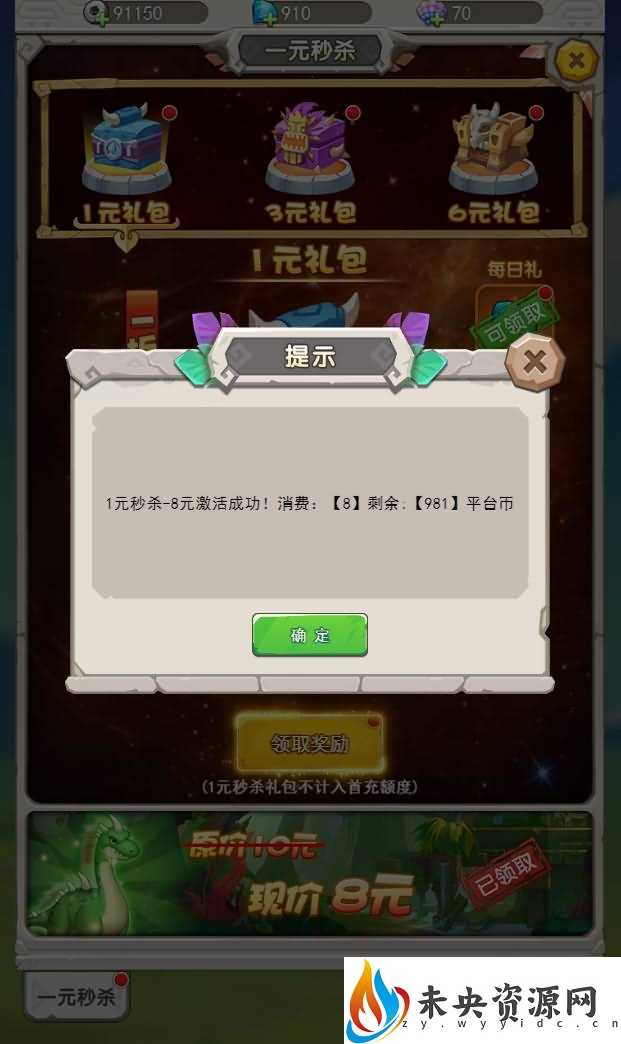 91150
910
70
一元秒杀
1元礼包
3元礼包
6元礼包
1元礼包
每日礼
可领取
一
折
提示
1元秒杀-8元激活成功！消费：【8】剩余:【981】平台币
确 定
领取奖励
(1元秒杀礼包不计入首充额度)
原价10元
现价 8元
已领取
一元秒杀
未央资源网
zy.wyyidc.cn